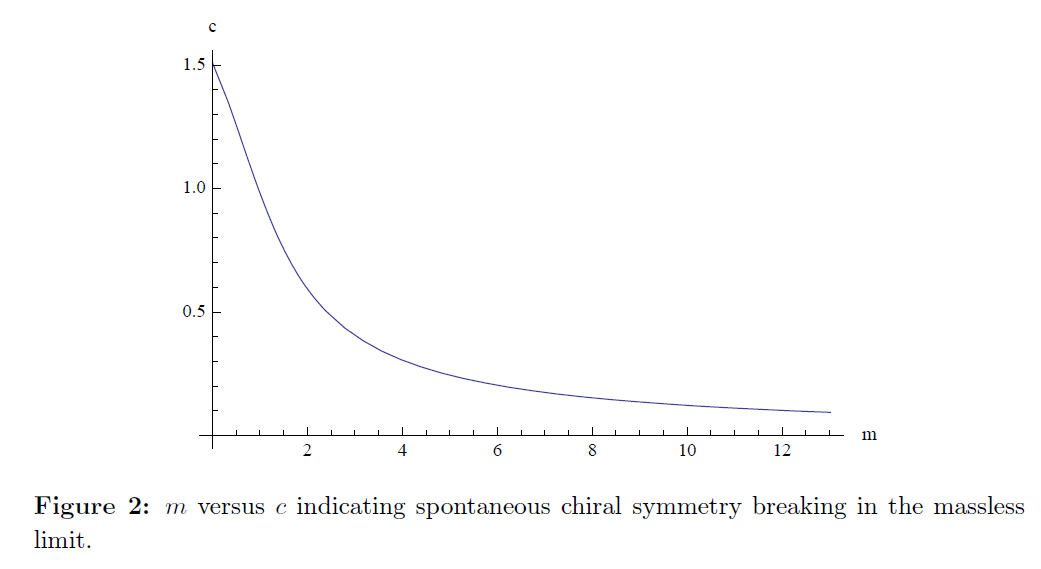 c
1.5
1.0
0.5
m
2 4 6 8 10 12
Figure 2: m versus c indicating spontaneous chiral symmetry breaking in the massless
limit.